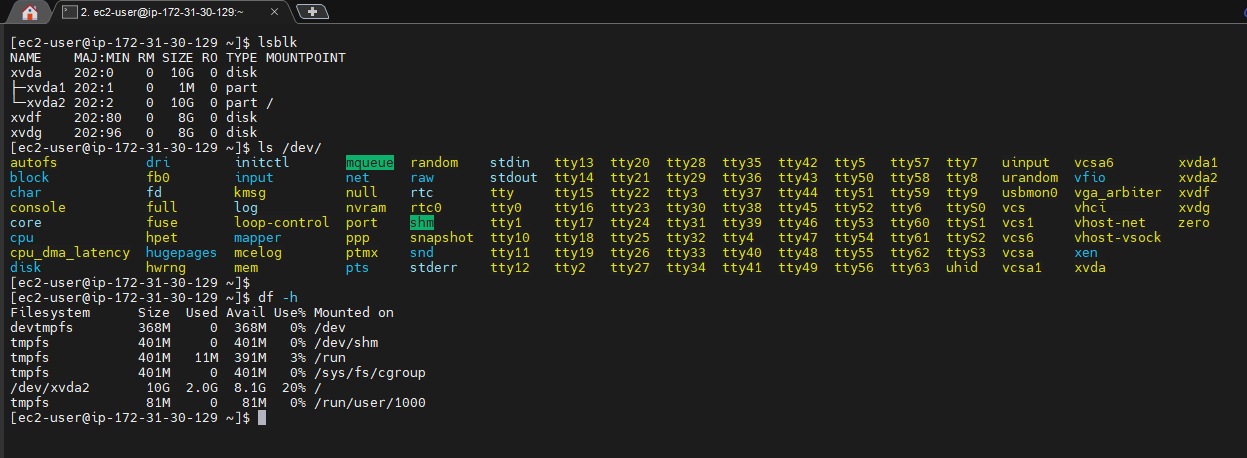 2. ec2-user@ip-172-31-30-129:~
[ec2-user@ip-172-31-30-129 ~]$ lsblk
NAME    MAJ:MIN RM SIZE RO TYPE MOUNTPOINT
xvda    202:0    0  10G  0 disk
├─xvda1 202:1    0   1M  0 part
└─xvda2 202:2    0  10G  0 part /
xvdf    202:80   0   8G  0 disk
xvdg    202:96   0   8G  0 disk
[ec2-user@ip-172-31-30-129 ~]$ ls /dev/
autofs dri initctl mqueue random stdin tty13 tty20 tty28 tty35 tty42 tty5 tty57 tty7 uinput vcsa6 xvda1
block fb0 input net raw stdout tty14 tty21 tty29 tty36 tty43 tty50 tty58 tty8 urandom vfio xvda2
char fd kmsg null rtc tty tty15 tty22 tty3 tty37 tty44 tty51 tty59 tty9 usbmon0 vga_arbiter xvdf
console full log nvram rtc0 tty0 tty16 tty23 tty30 tty38 tty45 tty52 tty6 ttyS0 vcs vhci xvdg
core fuse loop-control port shm tty1 tty17 tty24 tty31 tty39 tty46 tty53 tty60 ttyS1 vcs1 vhost-net zero
cpu hpet mapper ppp snapshot tty10 tty18 tty25 tty32 tty4 tty47 tty54 tty61 ttyS2 vcs6 vhost-vsock
cpu_dma_latency hugepages mcelog ptmx snd tty11 tty19 tty26 tty33 tty40 tty48 tty55 tty62 ttyS3 vcsa xen
disk hwrng mem pts stderr tty12 tty2 tty27 tty34 tty41 tty49 tty56 tty63 uhid vcsa1 xvda
[ec2-user@ip-172-31-30-129 ~]$
[ec2-user@ip-172-31-30-129 ~]$ df -h
Filesystem      Size  Used Avail Use% Mounted on
devtmpfs        368M     0  368M   0% /dev
tmpfs           401M     0  401M   0% /dev/shm
tmpfs           401M   11M  391M   3% /run
tmpfs           401M     0  401M   0% /sys/fs/cgroup
/dev/xvda2       10G  2.0G  8.1G  20% /
tmpfs            81M     0   81M   0% /run/user/1000
[ec2-user@ip-172-31-30-129 ~]$